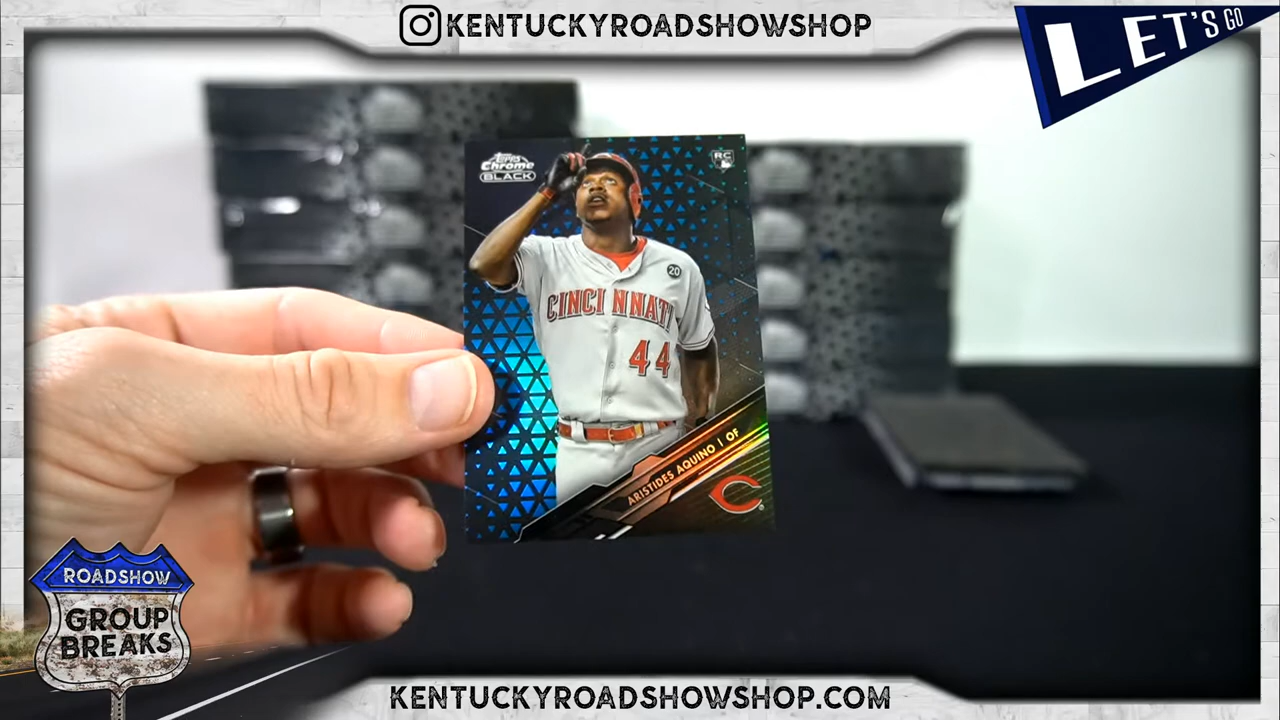 KENTUCKYROADSHOWSHOP
LET'S GO
Topps
Chrome
BLACK
RC
20
CINCINNATI
44
ARISTIDES AQUINO | OF
C
ROADSHOW
GROUP
BREAKS
KENTUCKYROADSHOWSHOP.COM